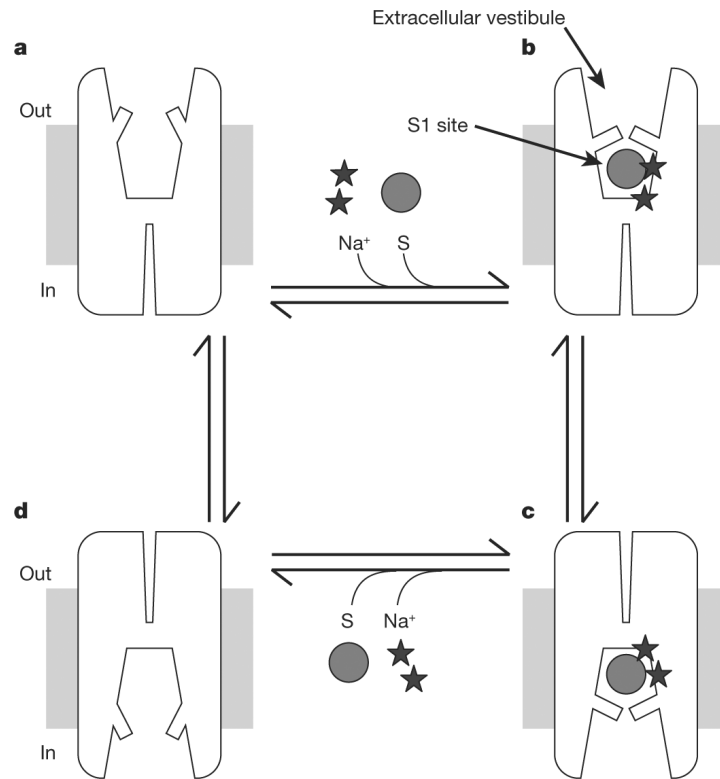 Extracellular vestibule
a
b
Out
S1 site
Na⁺ S
In
d
c
Out
S Na⁺
In